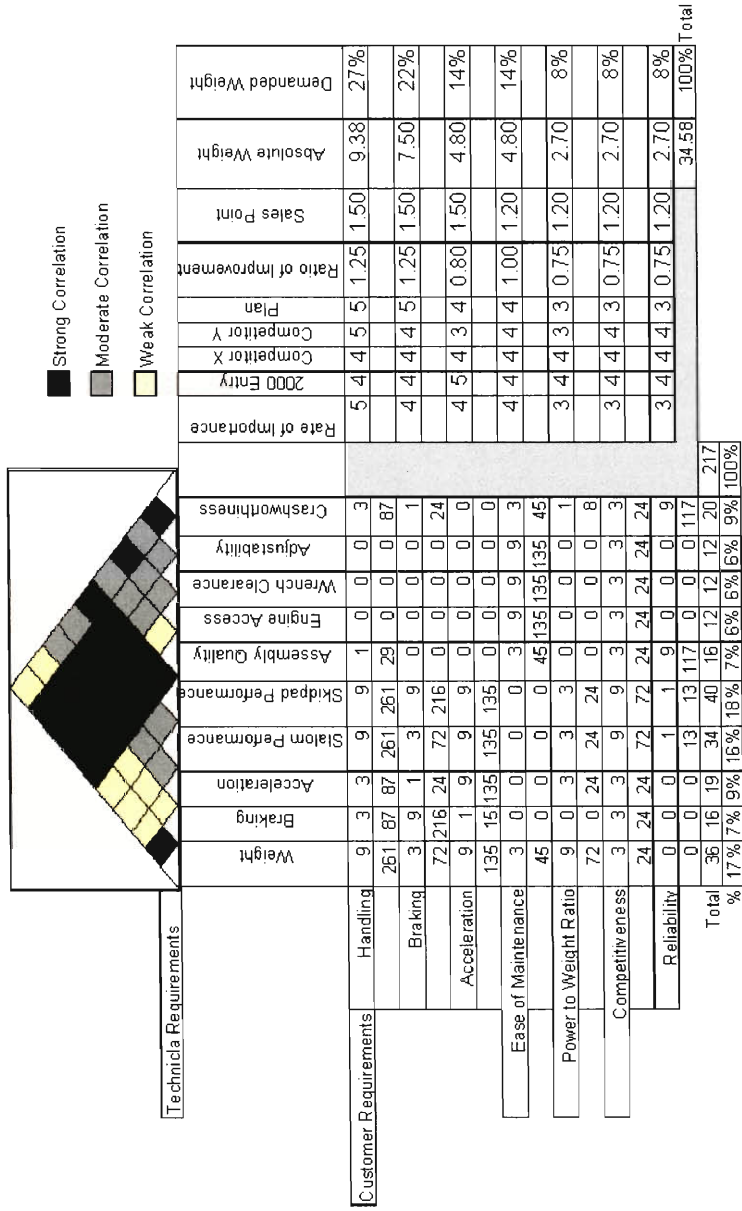 Strong Correlation
Moderate Correlation
Weak Correlation
Technicla Requirements
Weight
Braking
Acceleration
Slalom Performance
Skidpad Performance
Assembly Quality
Engine Access
Wrench Clearance
Adjustability
Crashworthiness
Rate of Importance
2000 Entry
Competitor X
Competitor Y
Plan
Ratio of Improvement
Sales Point
Absolute Weight
Demanded Weight
Customer Requirements
Handling 9 3 3 9 9 1 0 0 0 3 5 4 4 5 5 1.25 1.50 9.38 27%
261 87 87 261 261 29 0 0 0 87
Braking 3 9 1 3 9 0 0 0 0 1 4 4 4 4 5 1.25 1.50 7.50 22%
72 216 24 72 216 0 0 0 0 24
Acceleration 9 1 9 9 9 0 0 0 0 0 4 5 4 3 4 0.80 1.50 4.80 14%
135 15 135 135 135 0 0 0 0 0
Ease of Maintenance 3 0 0 0 0 3 9 9 9 3 4 4 4 4 4 1.00 1.20 4.80 14%
45 0 0 0 0 45 135 135 135 45
Power to Weight Ratio 9 0 3 3 3 0 0 0 0 1 3 4 4 3 3 0.75 1.20 2.70 8%
72 0 24 24 24 0 0 0 0 8
Competitiveness 3 3 3 9 9 3 3 3 3 3 3 4 4 4 3 0.75 1.20 2.70 8%
24 24 24 72 72 24 24 24 24 24
Reliability 0 0 0 1 1 9 0 0 0 9 3 4 4 4 3 0.75 1.20 2.70 8%
0 0 0 13 13 117 0 0 0 117 34.58 100% Total
Total 36 16 19 34 40 16 12 12 12 20 217
% 17% 7% 9% 16% 18% 7% 6% 6% 6% 9% 100%